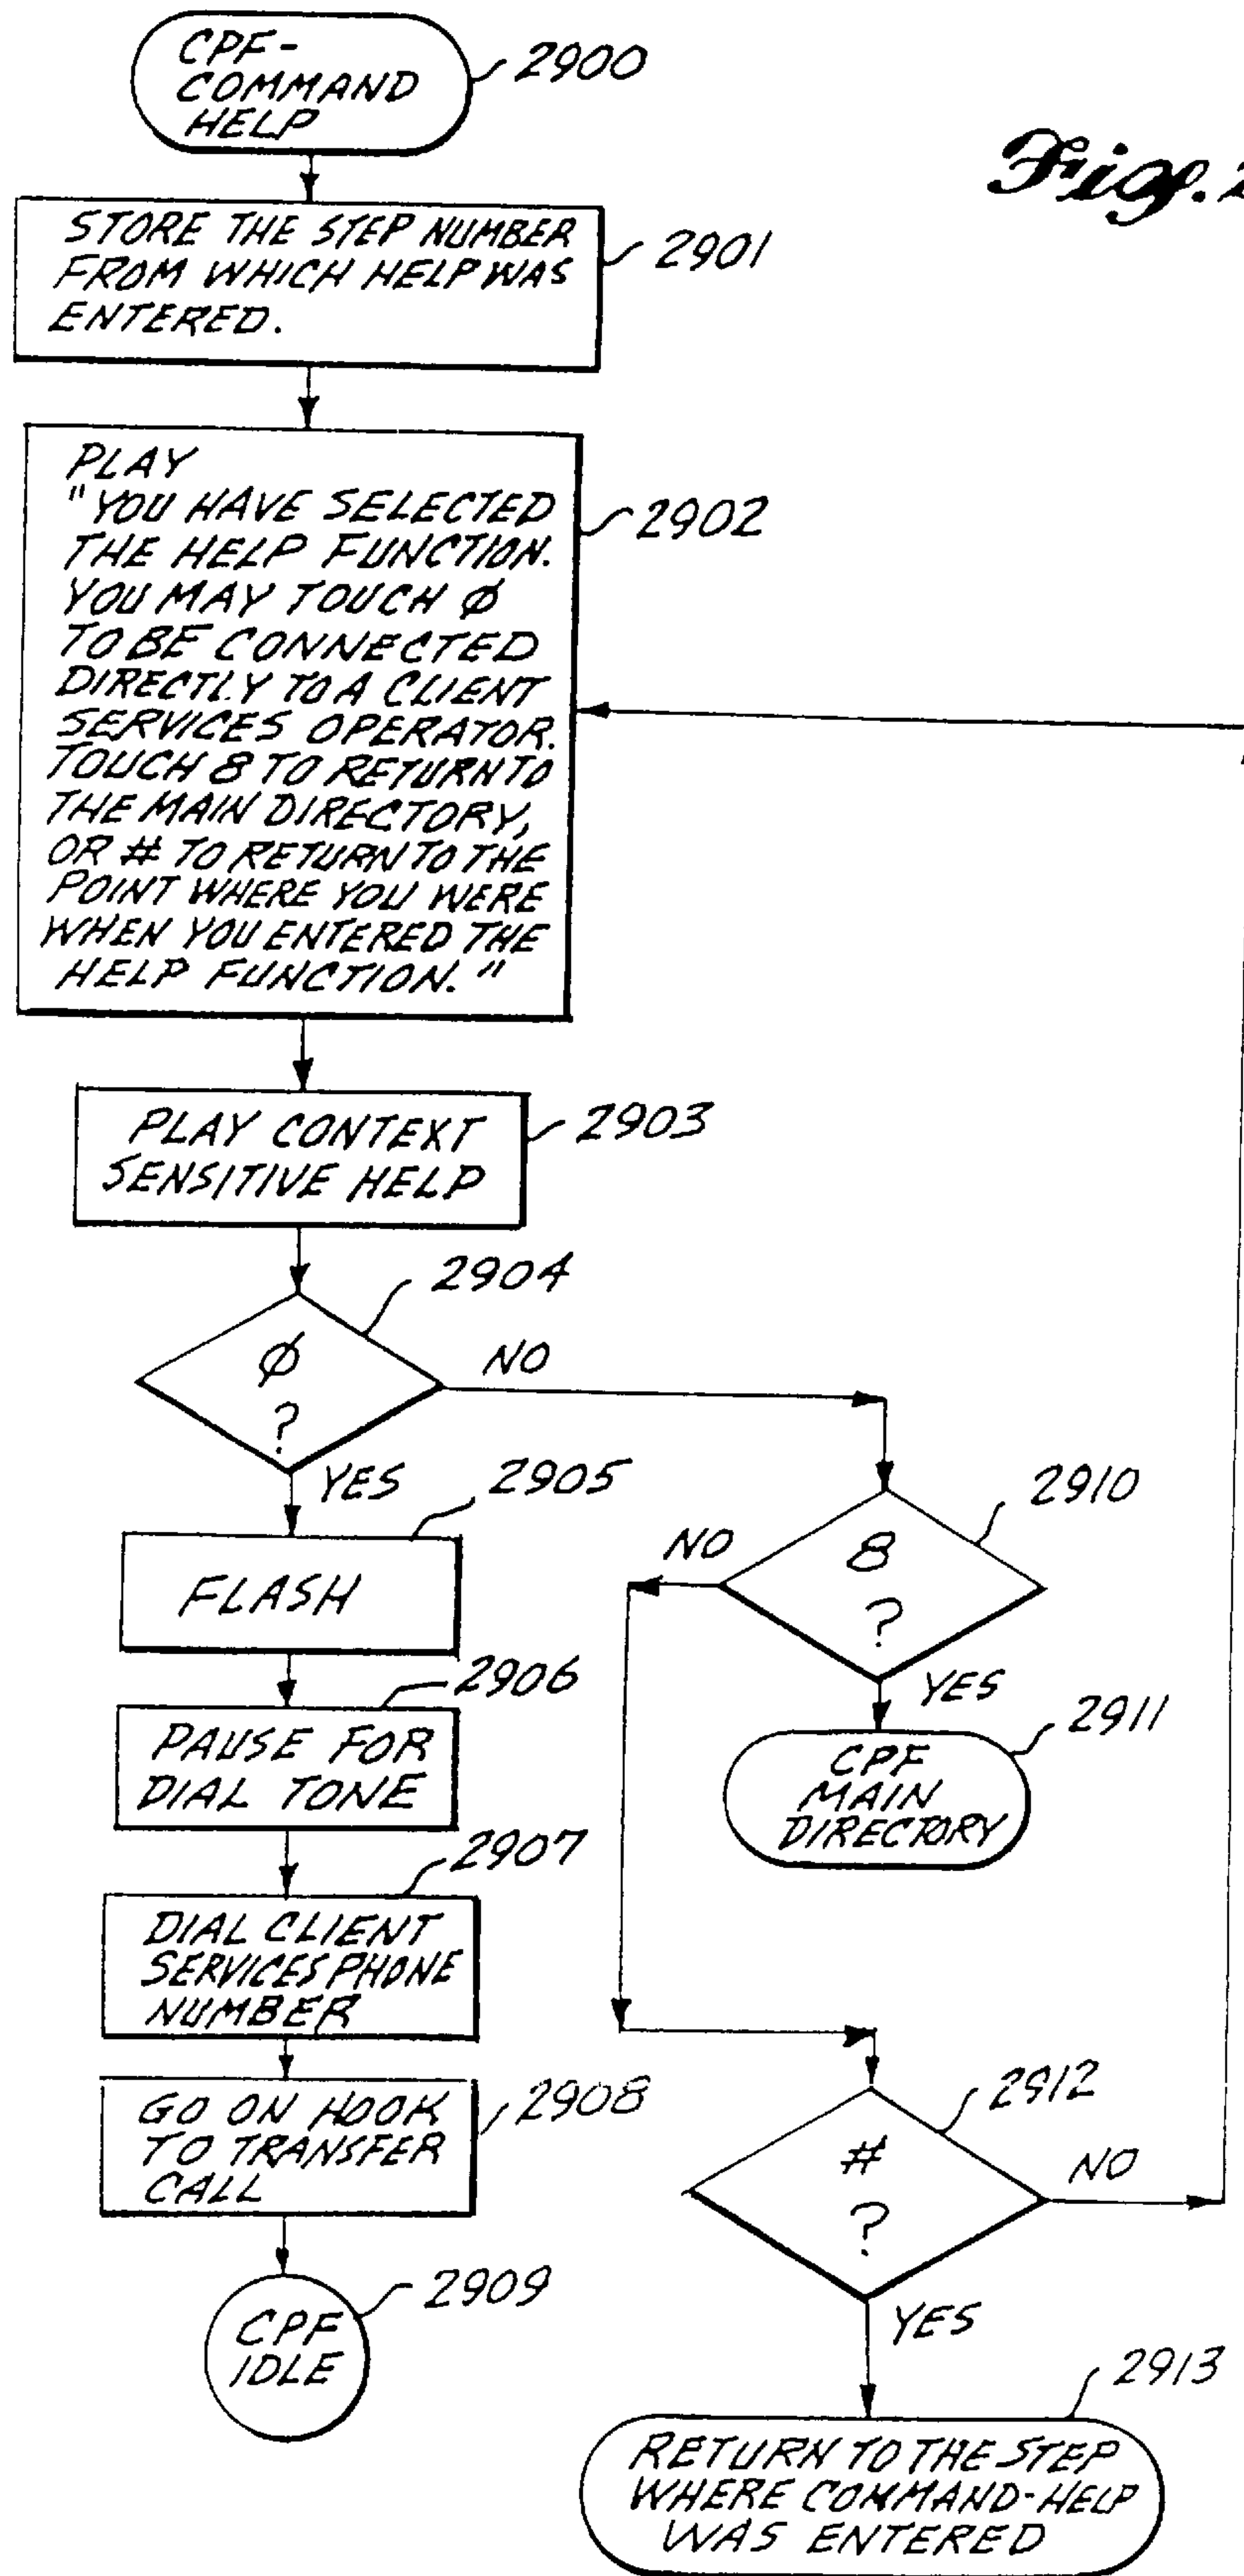 CPF-
COMMAND
HELP
2900
Fig. 2
STORE THE STEP NUMBER
FROM WHICH HELP WAS
ENTERED.
2901
PLAY
"YOU HAVE SELECTED
THE HELP FUNCTION.
YOU MAY TOUCH Ø
TO BE CONNECTED
DIRECTLY TO A CLIENT
SERVICES OPERATOR.
TOUCH 8 TO RETURN TO
THE MAIN DIRECTORY,
OR # TO RETURN TO THE
POINT WHERE YOU WERE
WHEN YOU ENTERED THE
HELP FUNCTION."
2902
PLAY CONTEXT
SENSITIVE HELP
2903
2904
Ø
?
NO
YES
2905
FLASH
2906
PAUSE FOR
DIAL TONE
2907
DIAL CLIENT
SERVICES PHONE
NUMBER
GO ON HOOK
TO TRANSFER
CALL
2908
CPF
IDLE
2909
2910
8
?
NO
YES
2911
CPF
MAIN
DIRECTORY
2912
#
?
NO
YES
2913
RETURN TO THE STEP
WHERE COMMAND-HELP
WAS ENTERED